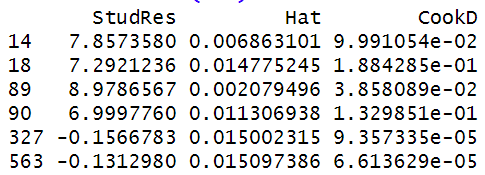 StudRes Hat CookD
14 7.8573580 0.006863101 9.991054e-02
18 7.2921236 0.014775245 1.884285e-01
89 8.9786567 0.002079496 3.858089e-02
90 6.9997760 0.011306938 1.329851e-01
327 -0.1566783 0.015002315 9.357335e-05
563 -0.1312980 0.015097386 6.613629e-05